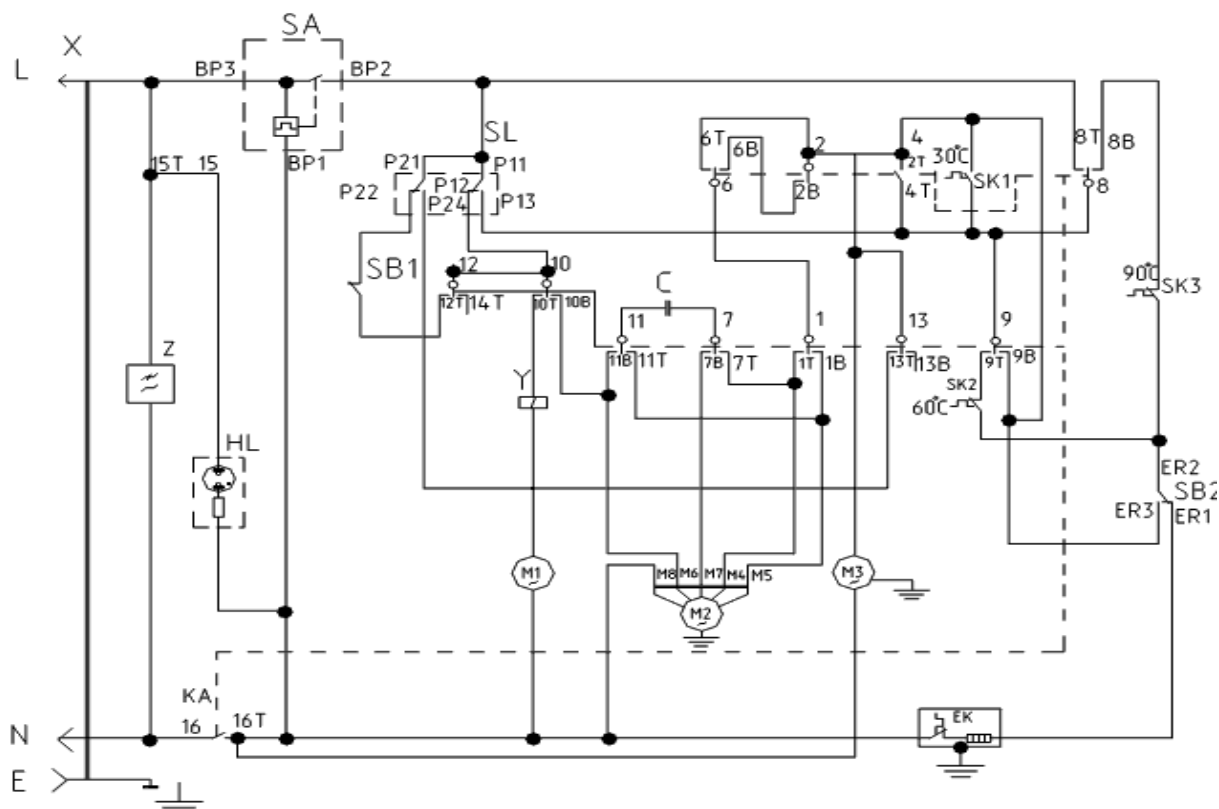 X SA
L BP3 BP2
BP1
15T 15
SL
P21 P11
P22 P12
P24 P13
6T 6B 2 4 8T 8B
30°C 2T
6 2B 4T SK1 8
SB1 12 10
12T 14T 10T 10B
C
11 7 1 13 9
90°C SK3
11B 11T 7B 7T 1T 1B 13T 13B 9T 9B
Z Y SK2
60°C
HL
ER2
SB2
ER3 ER1
M1 M8 M6 M7 M4 M5 M3
M2
KA
16 16T EK
N
E